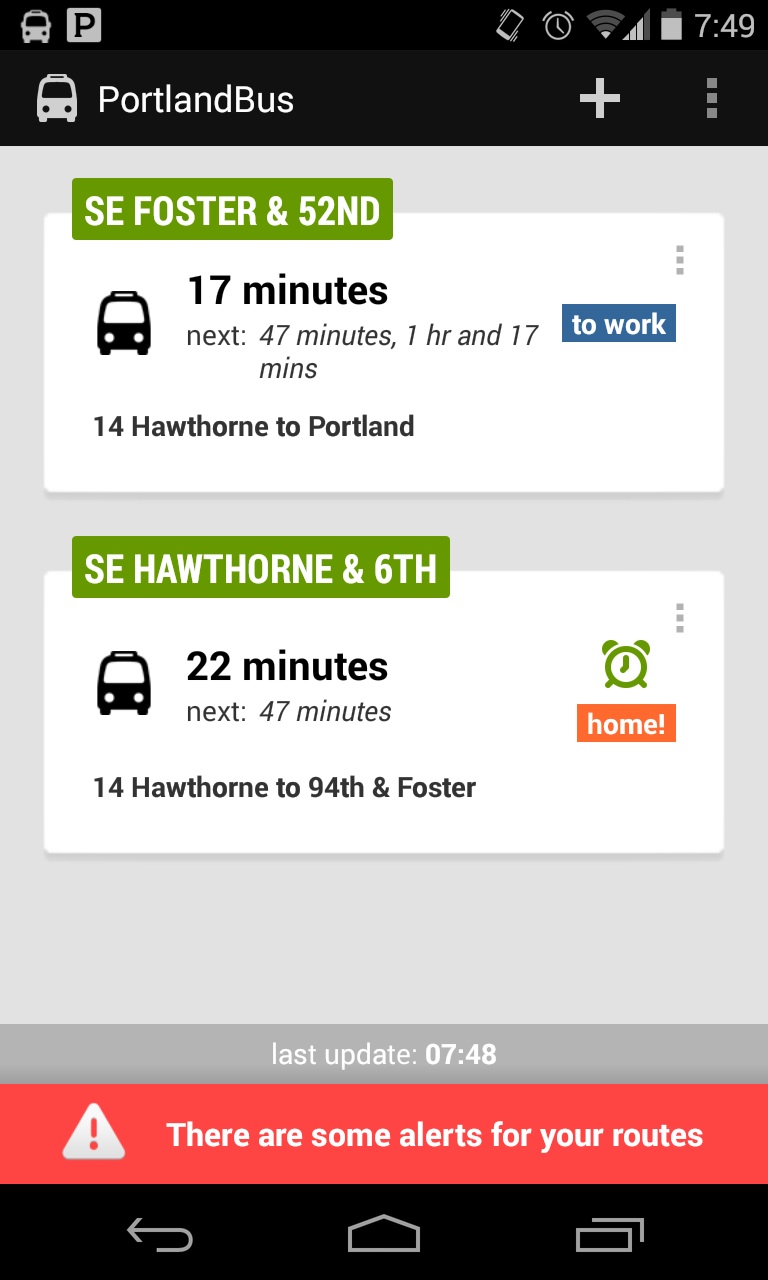 P 7:49
PortlandBus
SE FOSTER & 52ND
17 minutes
next: 47 minutes, 1 hr and 17
mins
to work
14 Hawthorne to Portland
SE HAWTHORNE & 6TH
22 minutes
next: 47 minutes
home!
14 Hawthorne to 94th & Foster
last update: 07:48
There are some alerts for your routes